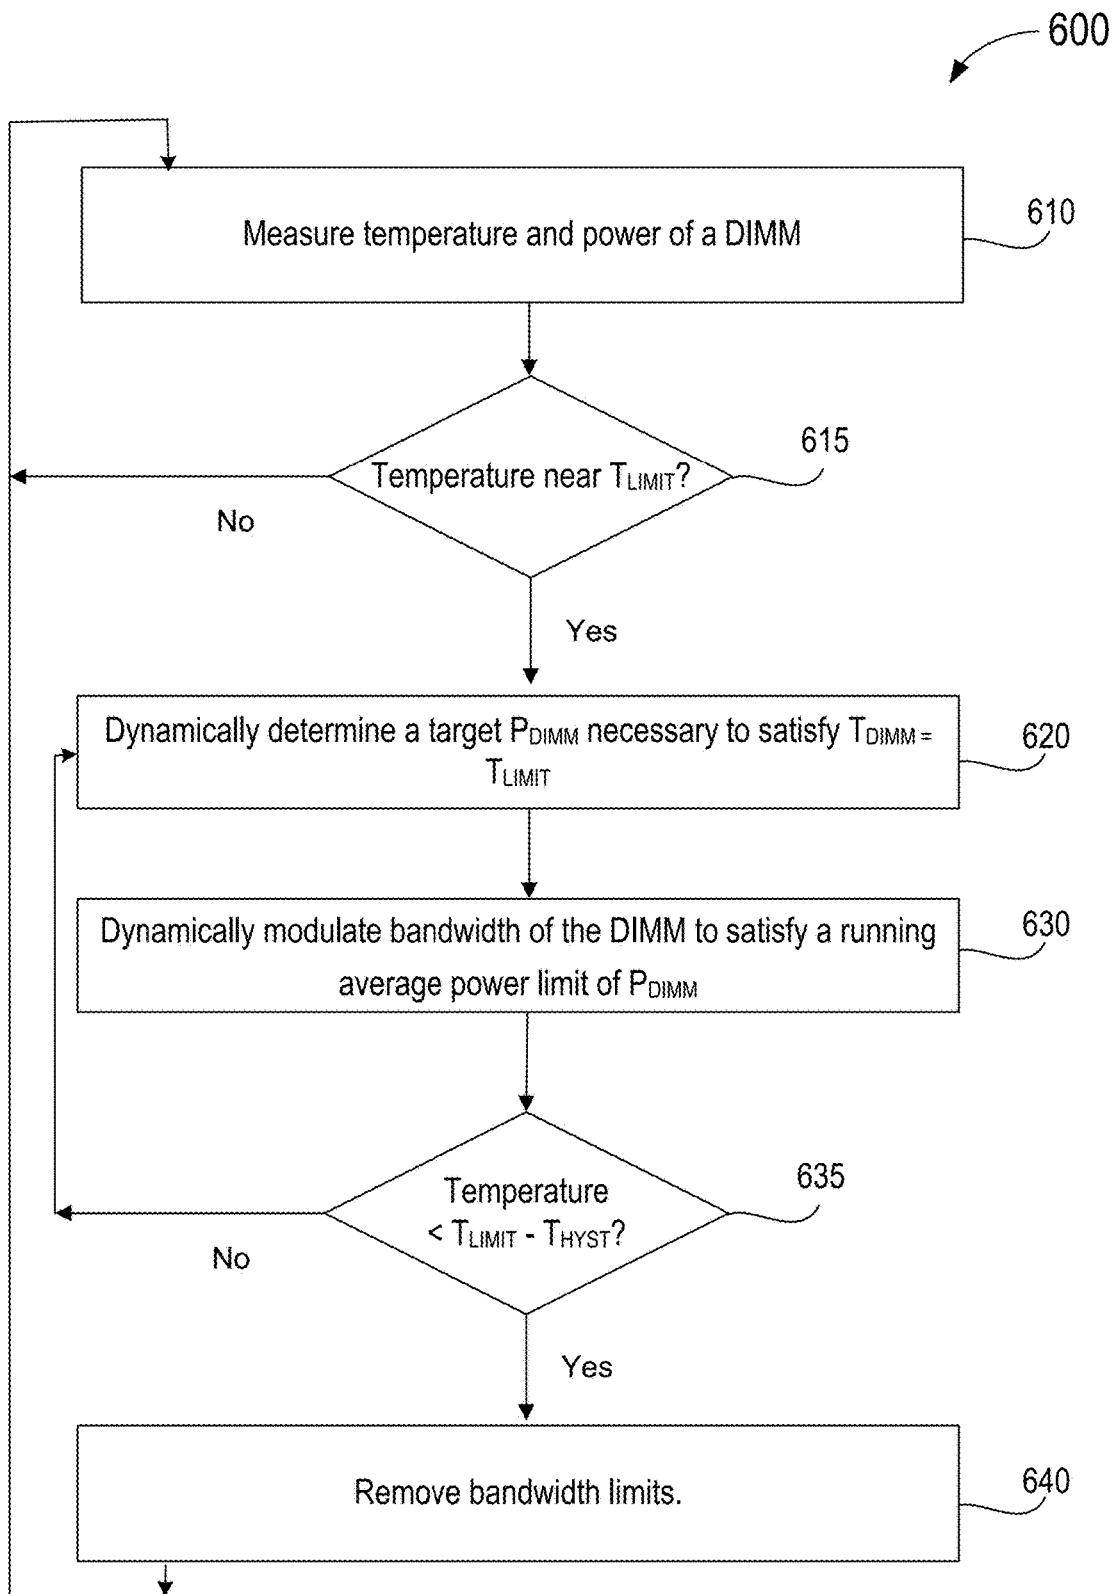 600
Measure temperature and power of a DIMM
610
Temperature near TLIMIT?
615
No
Yes
Dynamically determine a target PDIMM necessary to satisfy TDIMM =
TLIMIT
620
Dynamically modulate bandwidth of the DIMM to satisfy a running
average power limit of PDIMM
630
Temperature
< TLIMIT - THYST?
635
No
Yes
Remove bandwidth limits.
640